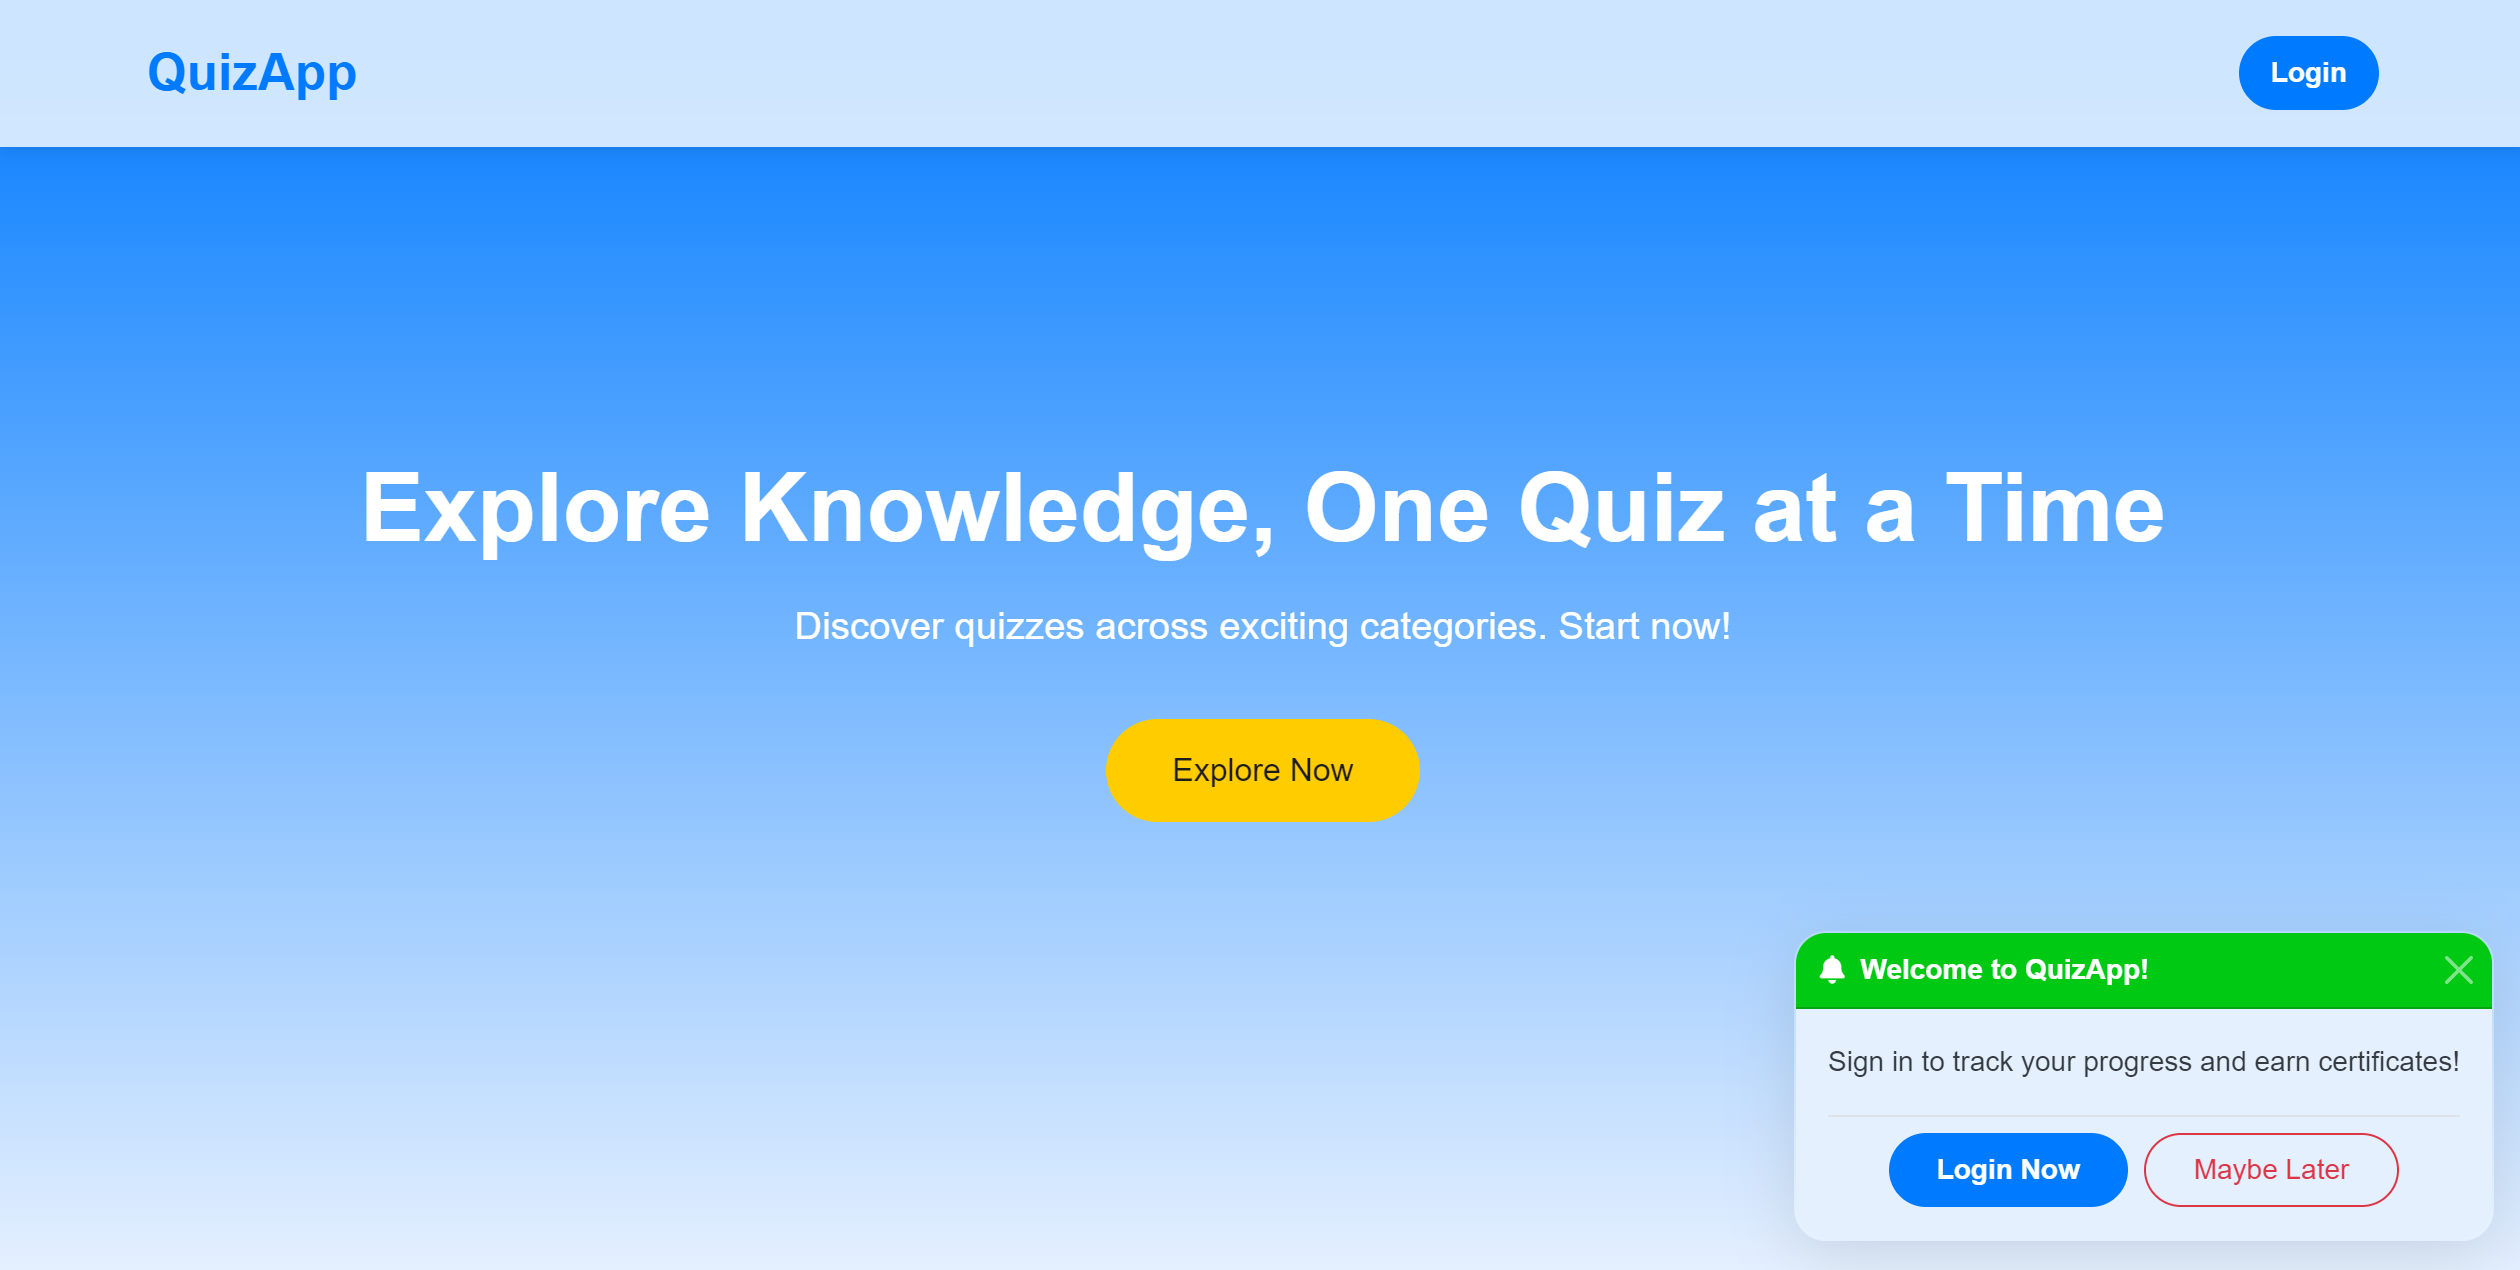 QuizApp
Login
Explore Knowledge, One Quiz at a Time
Discover quizzes across exciting categories. Start now!
Explore Now
Welcome to QuizApp!
Sign in to track your progress and earn certificates!
Login Now
Maybe Later